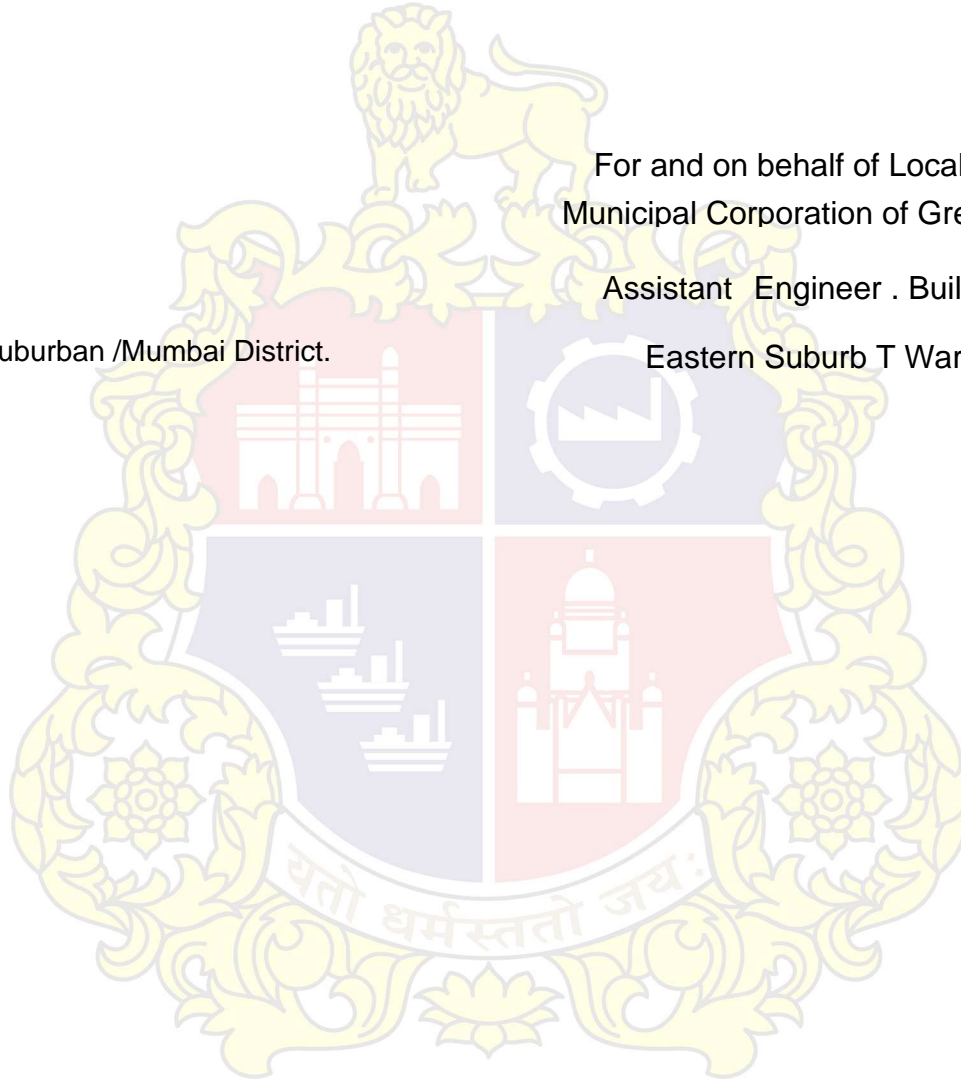 For and on behalf of Local
Municipal Corporation of Gre
Assistant Engineer . Buil
uburban /Mumbai District.
Eastern Suburb T War
यतो धर्मस्ततो जय: